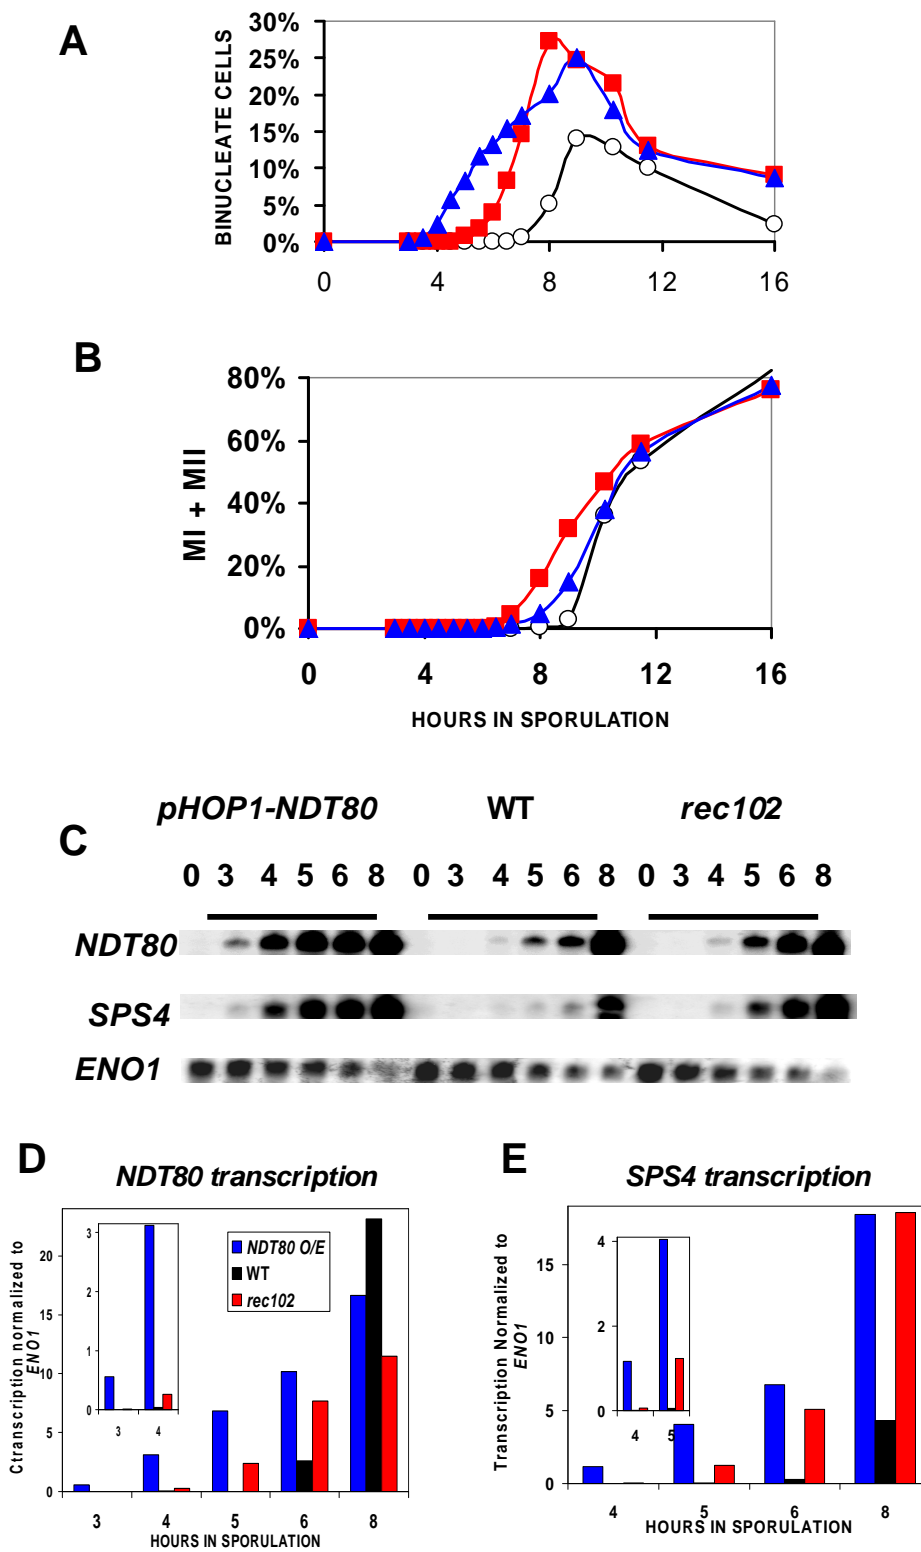 A
BINUCLEATE CELLS
30%
25%
20%
15%
10%
5%
0%
0 4 8 12 16
B
MI + MII
80%
60%
40%
20%
0%
0 4 8 12 16
HOURS IN SPORULATION
pHOP1-NDT80 WT rec102
C
0 3 4 5 6 8 0 3 4 5 6 8 0 3 4 5 6 8
NDT80
SPS4
ENO1
D
NDT80 transcription
Ctranscription normalized to
ENO1
20
15
10
5
0
3
2
1
0
3 4
NDT80 O/E
WT
rec102
3 4 5 6 8
HOURS IN SPORULATION
E
SPS4 transcription
Transcription Normalized to
ENO1
15
10
5
0
4
2
0
4 5
4 5 6 8
HOURS IN SPORULATION